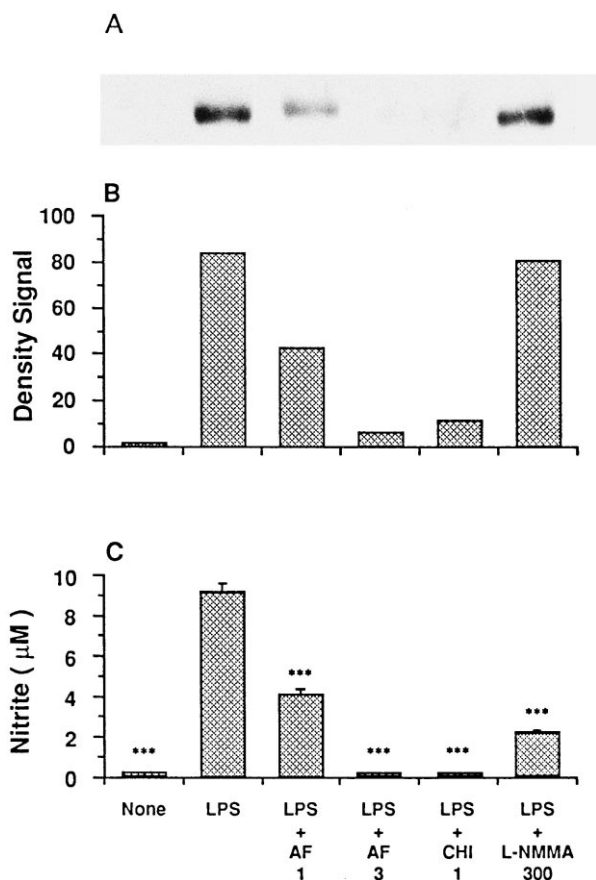 A
B
100
80
60
40
20
0
Density Signal
C
10
8
6
4
2
0
Nitrite ( μM )
*** *** *** *** ***
None LPS LPS LPS LPS LPS
+ + + +
AF AF CHI L-NMMA
1 3 1 300